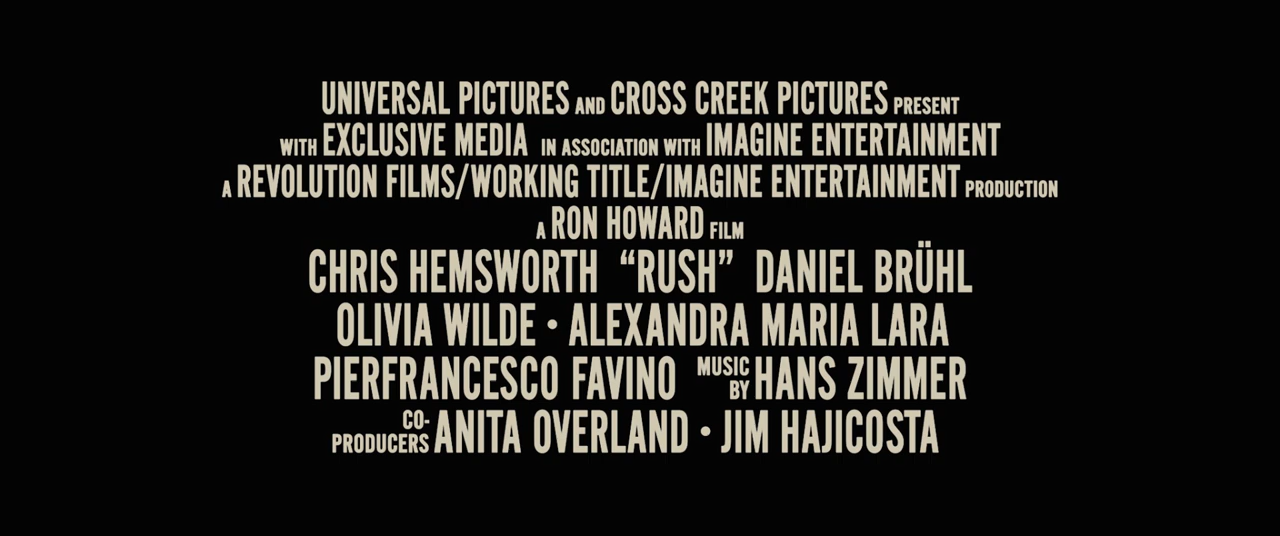 UNIVERSAL PICTURES AND CROSS CREEK PICTURES PRESENT
WITH EXCLUSIVE MEDIA IN ASSOCIATION WITH IMAGINE ENTERTAINMENT
A REVOLUTION FILMS/WORKING TITLE/IMAGINE ENTERTAINMENT PRODUCTION
A RON HOWARD FILM
CHRIS HEMSWORTH “RUSH” DANIEL BRÜHL
OLIVIA WILDE • ALEXANDRA MARIA LARA
PIERFRANCESCO FAVINO MUSIC BY HANS ZIMMER
CO-PRODUCERS ANITA OVERLAND • JIM HAJICOSTA